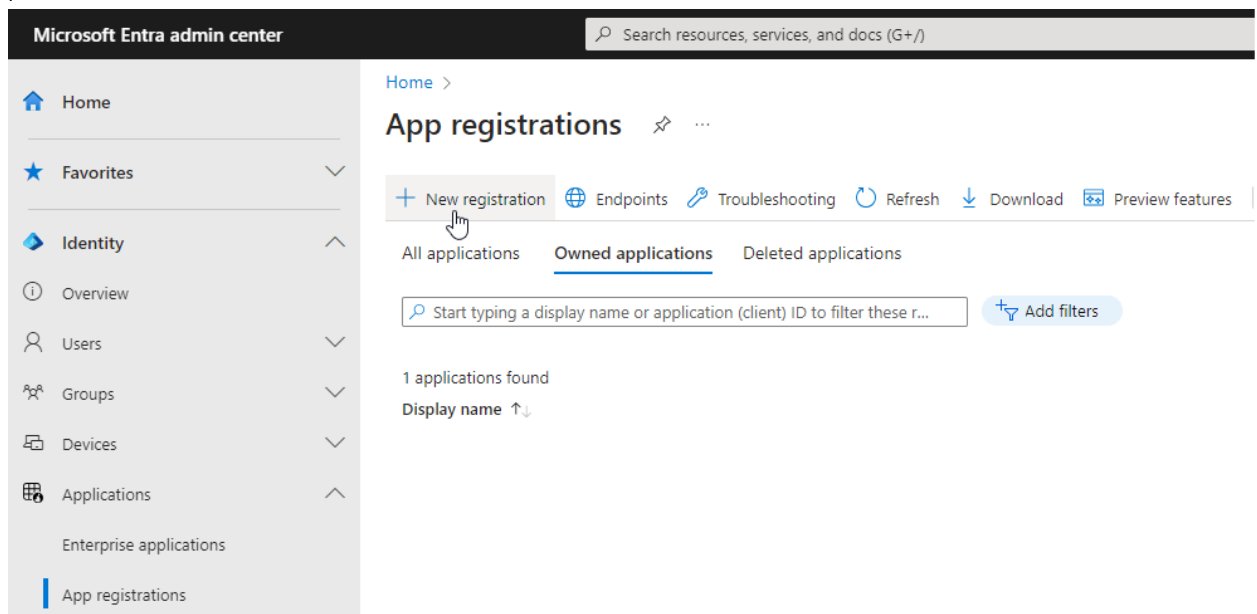 Microsoft Entra admin center
Search resources, services, and docs (G+/)
Home
Favorites
Identity
Overview
Users
Groups
Devices
Applications
Enterprise applications
App registrations
Home >
App registrations
New registration Endpoints Troubleshooting Refresh Download Preview features
All applications Owned applications Deleted applications
Start typing a display name or application (client) ID to filter these r... Add filters
1 applications found
Display name